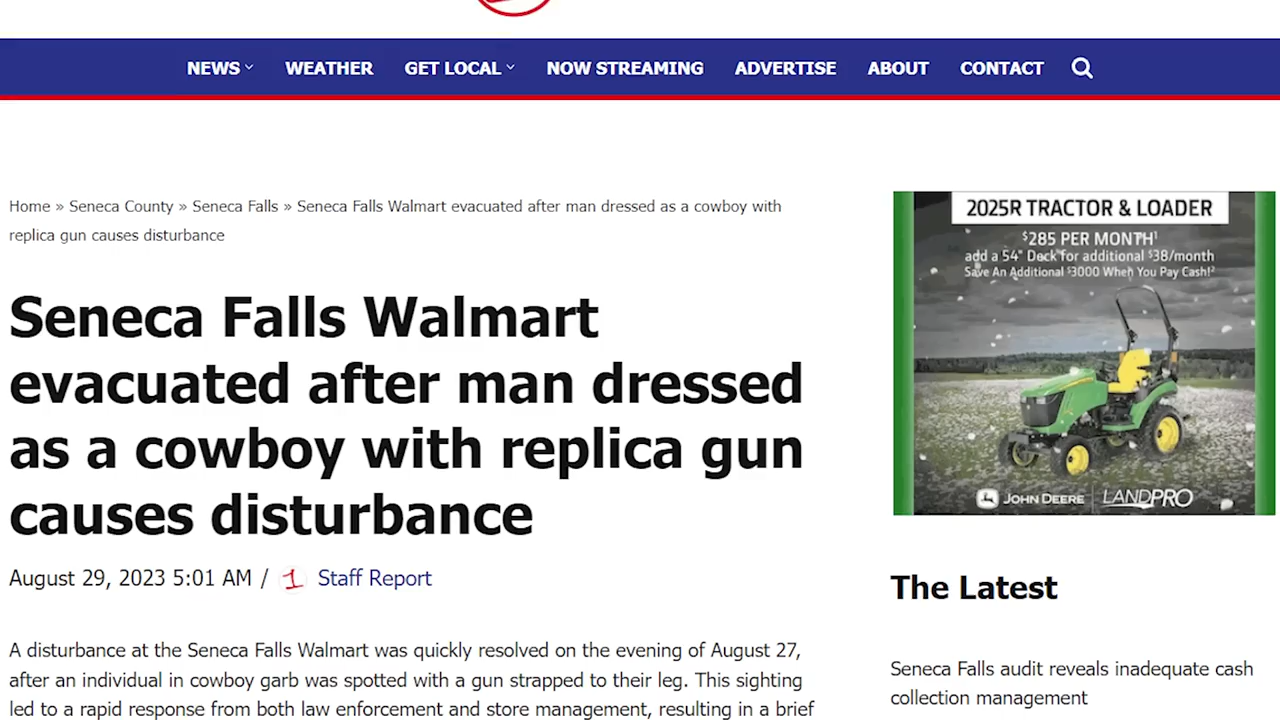 NEWS WEATHER GET LOCAL NOW STREAMING ADVERTISE ABOUT CONTACT
Home » Seneca County » Seneca Falls » Seneca Falls Walmart evacuated after man dressed as a cowboy with
replica gun causes disturbance
Seneca Falls Walmart
evacuated after man dressed
as a cowboy with replica gun
causes disturbance
August 29, 2023 5:01 AM / 1 Staff Report
A disturbance at the Seneca Falls Walmart was quickly resolved on the evening of August 27,
after an individual in cowboy garb was spotted with a gun strapped to their leg. This sighting
led to a rapid response from both law enforcement and store management, resulting in a brief
2025R TRACTOR & LOADER
$285 PER MONTH¹
add a 54" Deck for additional $38/month
Save An Additional $3000 When You Pay Cash!²
JOHN DEERE LANDPRO
The Latest
Seneca Falls audit reveals inadequate cash
collection management